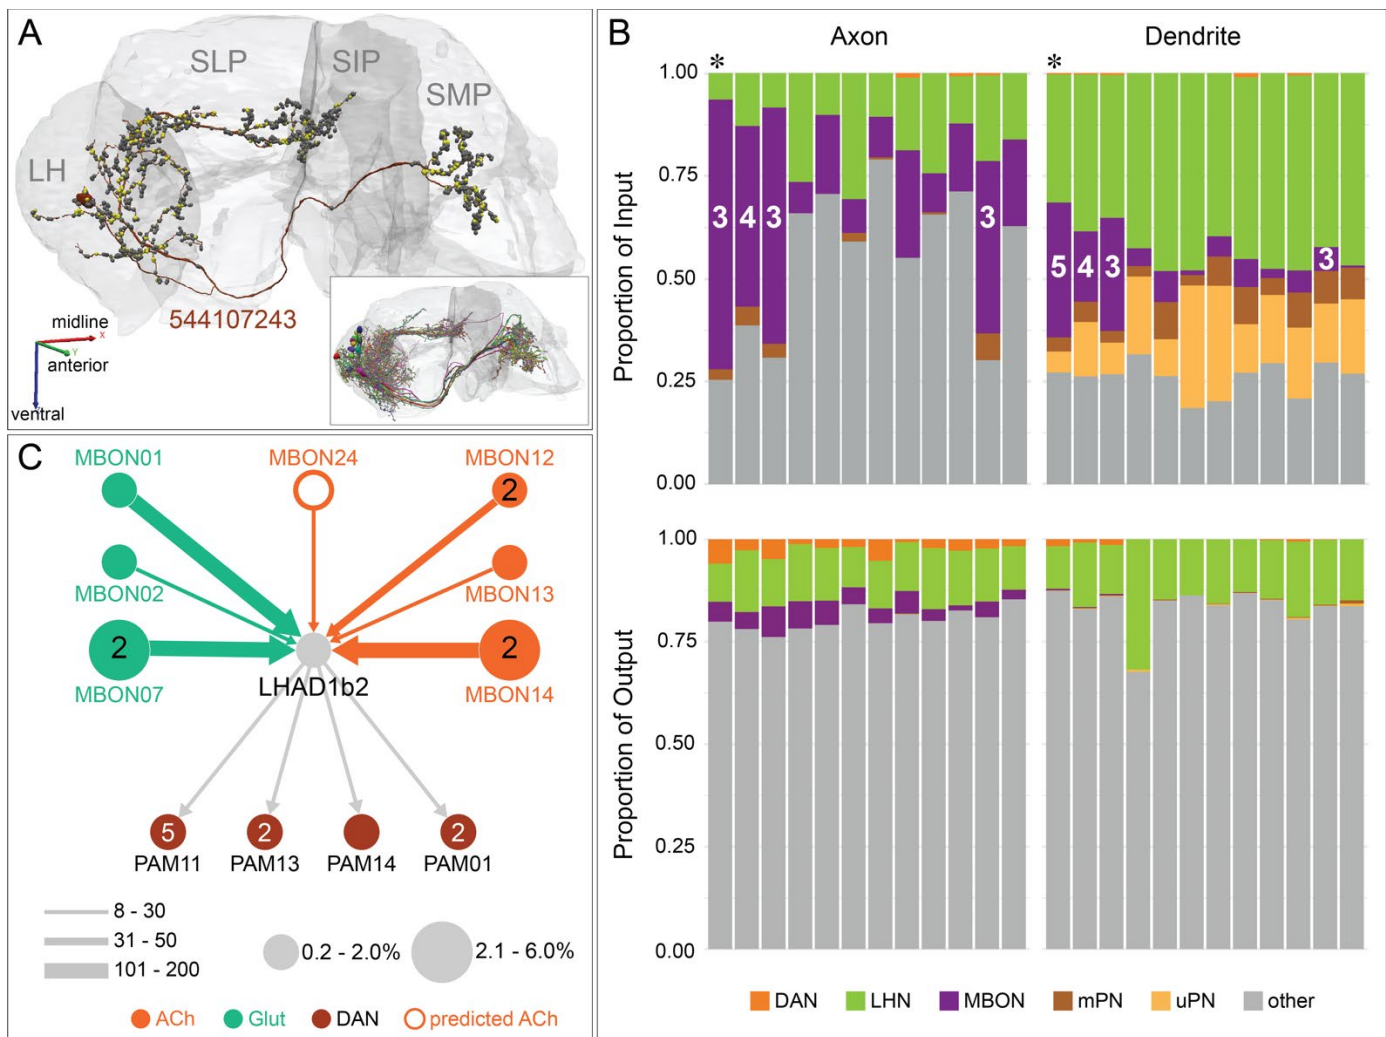 A
SLP
SIP
SMP
LH
544107243
midline
X
Y
anterior
ventral
B
Axon
Dendrite
*
*
Proportion of Input
1.00
0.75
0.50
0.25
0.00
3
4
3
3
5
4
3
3
Proportion of Output
1.00
0.75
0.50
0.25
0.00
DAN
LHN
MBON
mPN
uPN
other
C
MBON01
MBON24
MBON12
2
MBON02
MBON13
2
2
MBON07
LHAD1b2
MBON14
5
2
2
PAM11
PAM13
PAM14
PAM01
8 - 30
31 - 50
101 - 200
0.2 - 2.0%
2.1 - 6.0%
ACh
Glut
DAN
predicted ACh